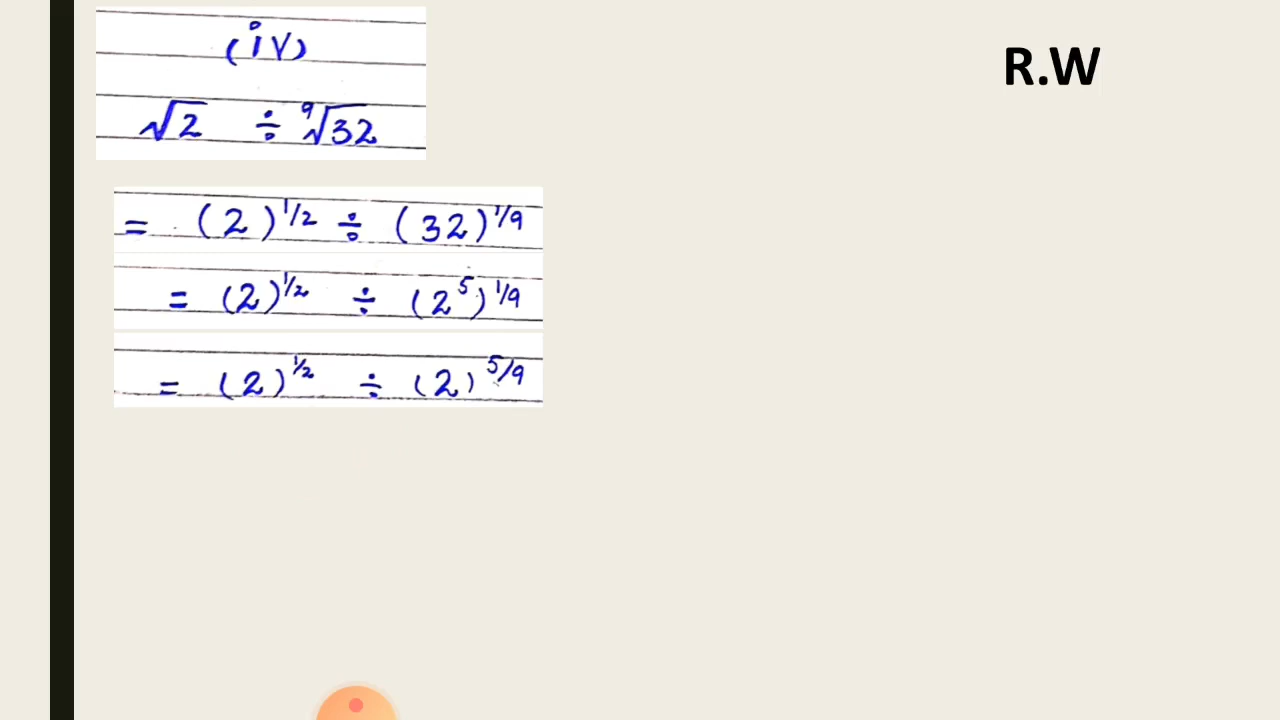 (iv)
R.W
√2 ÷ ⁹√32
= (2)^1/2 ÷ (32)^1/9
= (2)^1/2 ÷ (2^5)^1/9
= (2)^1/2 ÷ (2)^5/9